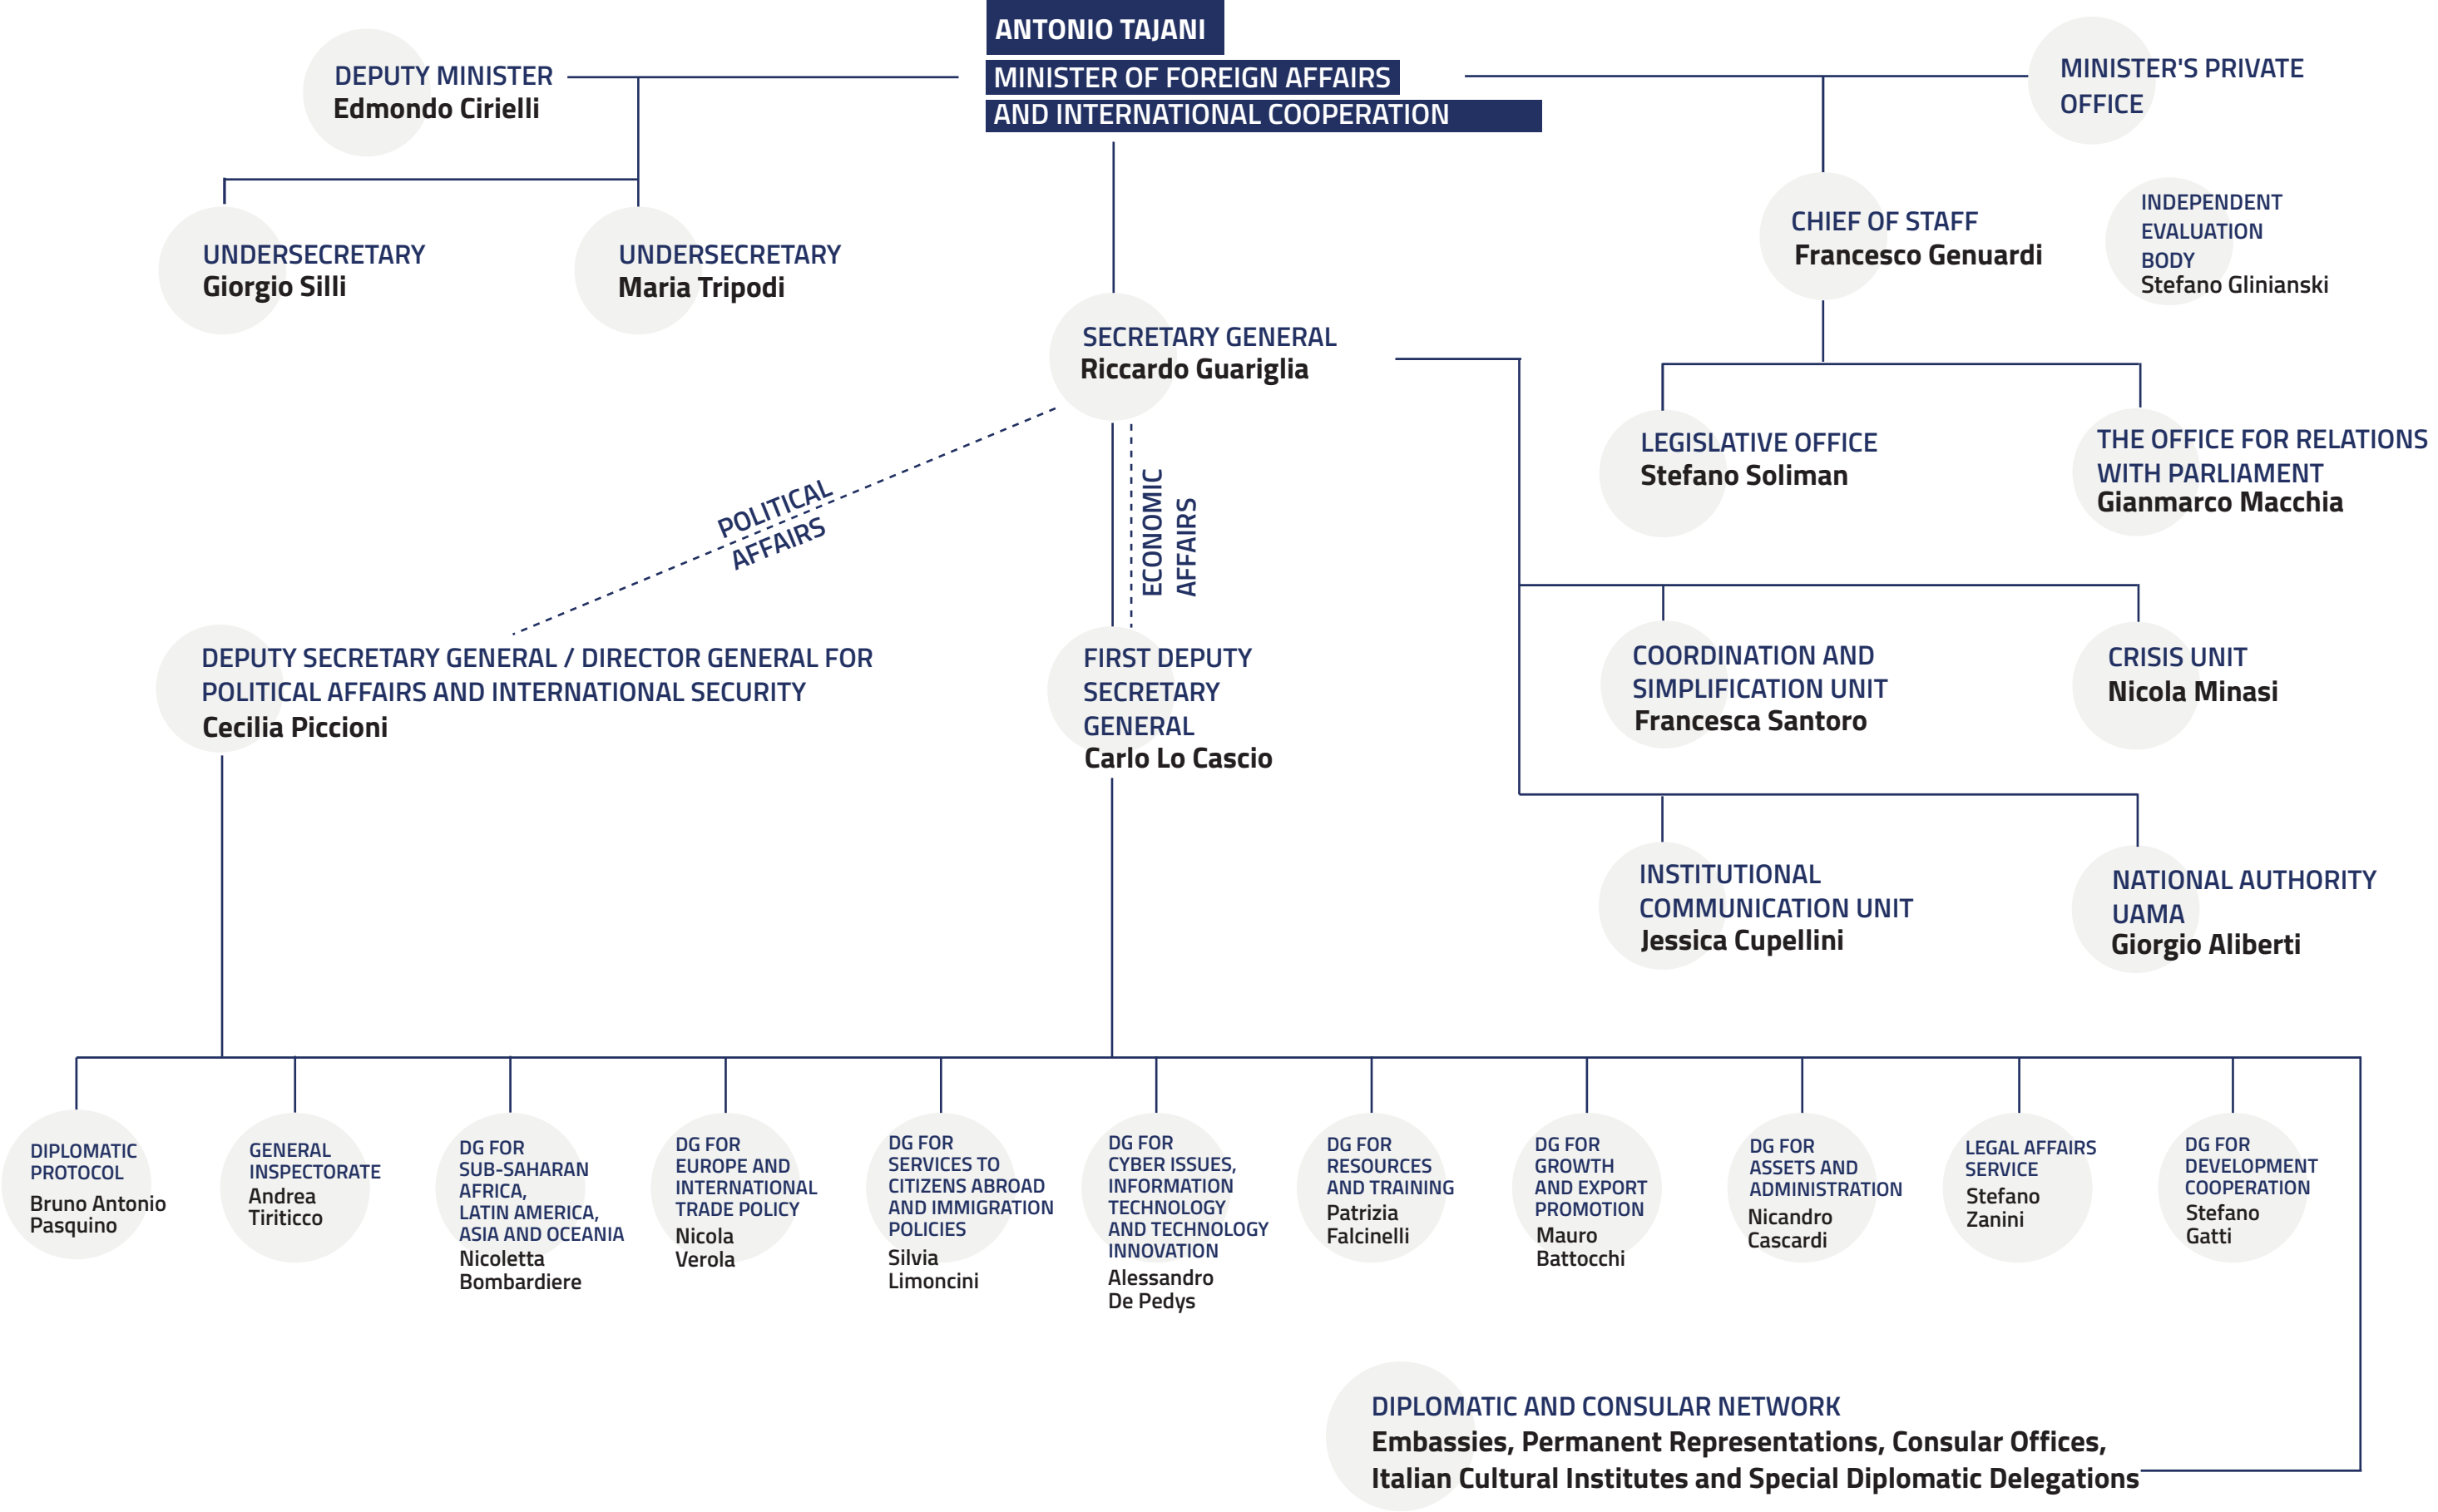 ANTONIO TAJANI
MINISTER OF FOREIGN AFFAIRS
AND INTERNATIONAL COOPERATION
DEPUTY MINISTER
Edmondo Cirielli
MINISTER'S PRIVATE
OFFICE
UNDERSECRETARY
Giorgio Silli
UNDERSECRETARY
Maria Tripodi
CHIEF OF STAFF
Francesco Genuardi
INDEPENDENT
EVALUATION
BODY
Stefano Glinianski
SECRETARY GENERAL
Riccardo Guariglia
LEGISLATIVE OFFICE
Stefano Soliman
THE OFFICE FOR RELATIONS
WITH PARLIAMENT
Gianmarco Macchia
POLITICAL
AFFAIRS
ECONOMIC
AFFAIRS
DEPUTY SECRETARY GENERAL / DIRECTOR GENERAL FOR
POLITICAL AFFAIRS AND INTERNATIONAL SECURITY
Cecilia Piccioni
FIRST DEPUTY
SECRETARY
GENERAL
Carlo Lo Cascio
COORDINATION AND
SIMPLIFICATION UNIT
Francesca Santoro
CRISIS UNIT
Nicola Minasi
INSTITUTIONAL
COMMUNICATION UNIT
Jessica Cupellini
NATIONAL AUTHORITY
UAMA
Giorgio Aliberti
DIPLOMATIC
PROTOCOL
Bruno Antonio
Pasquino
GENERAL
INSPECTORATE
Andrea
Tiriticco
DG FOR
SUB-SAHARAN
AFRICA,
LATIN AMERICA,
ASIA AND OCEANIA
Nicoletta
Bombardiere
DG FOR
EUROPE AND
INTERNATIONAL
TRADE POLICY
Nicola
Verola
DG FOR
SERVICES TO
CITIZENS ABROAD
AND IMMIGRATION
POLICIES
Silvia
Limoncini
DG FOR
CYBER ISSUES,
INFORMATION
TECHNOLOGY
AND TECHNOLOGY
INNOVATION
Alessandro
De Pedys
DG FOR
RESOURCES
AND TRAINING
Patrizia
Falcinelli
DG FOR
GROWTH
AND EXPORT
PROMOTION
Mauro
Battocchi
DG FOR
ASSETS AND
ADMINISTRATION
Nicandro
Cascardi
LEGAL AFFAIRS
SERVICE
Stefano
Zanini
DG FOR
DEVELOPMENT
COOPERATION
Stefano
Gatti
DIPLOMATIC AND CONSULAR NETWORK
Embassies, Permanent Representations, Consular Offices,
Italian Cultural Institutes and Special Diplomatic Delegations